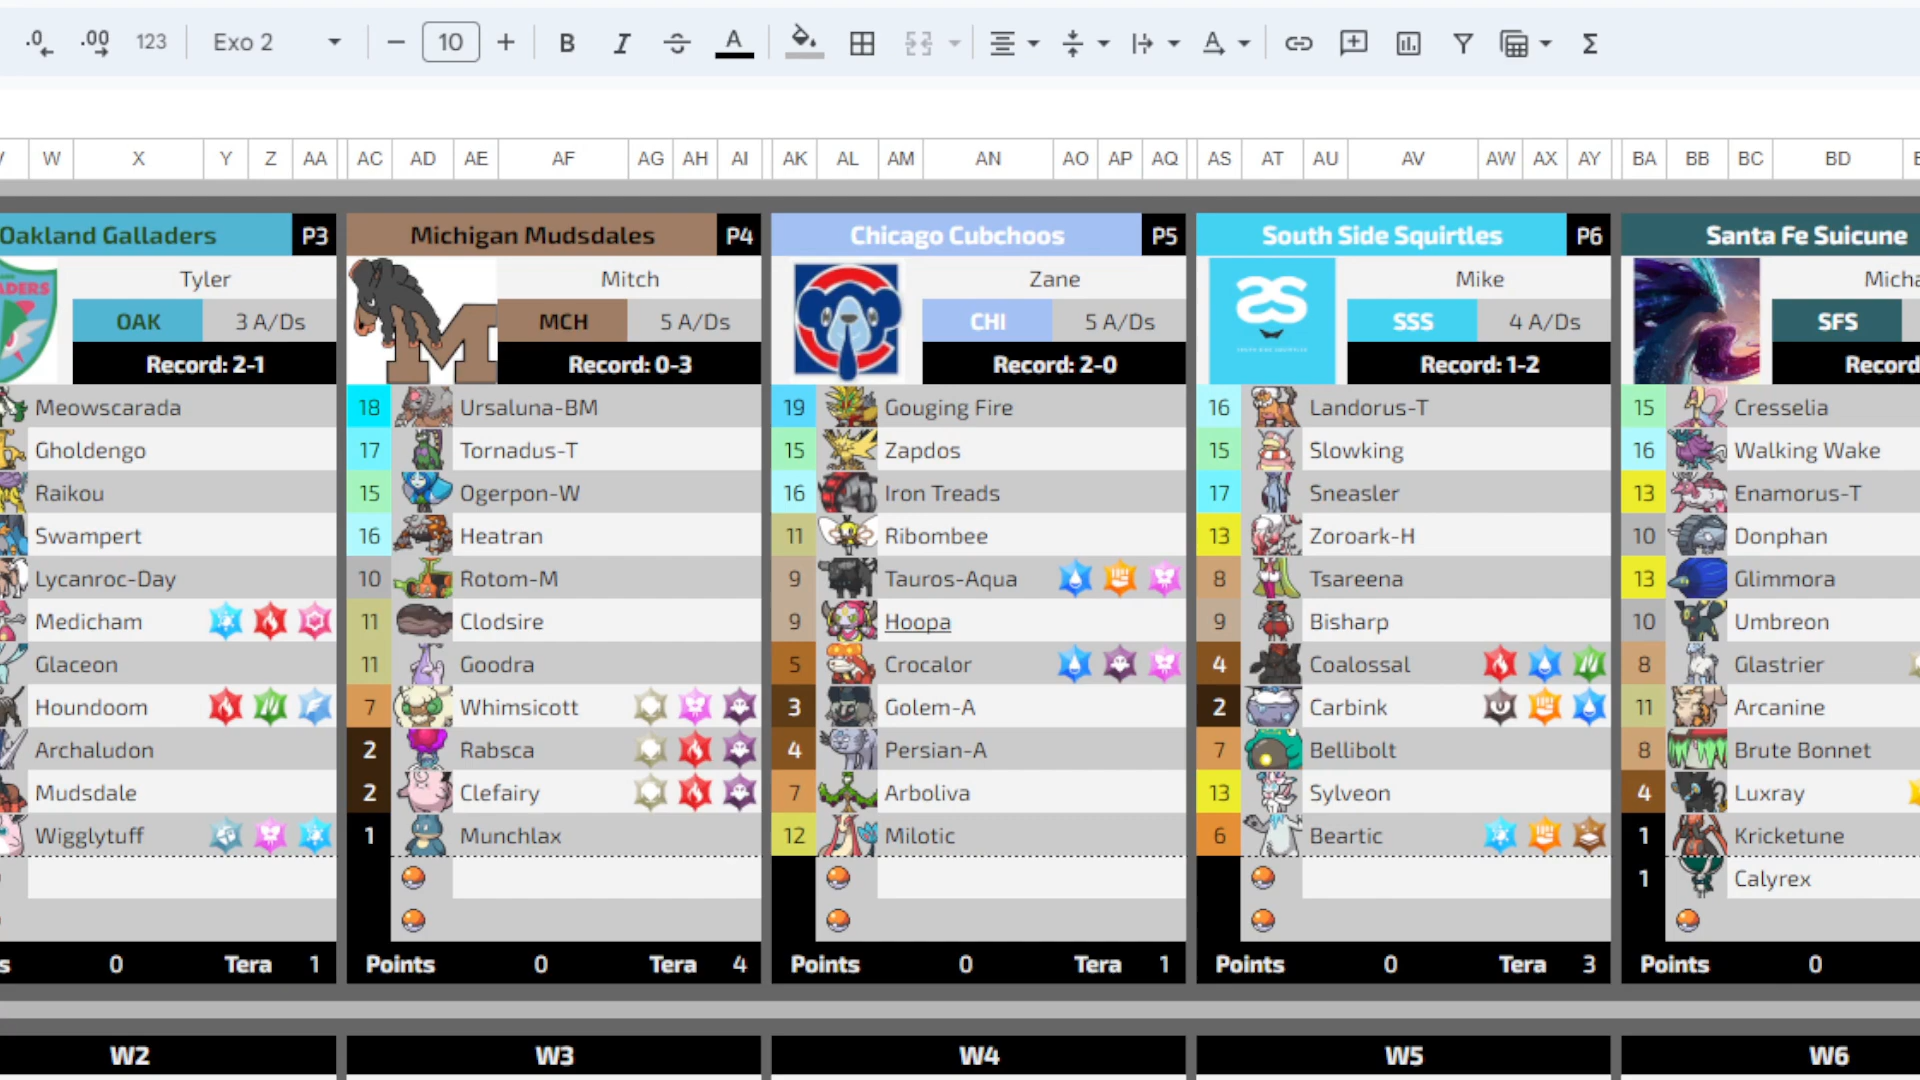 .0 .00 123 Exo 2 10 B I S A A Σ
W X Y Z AA AC AD AE AF AG AH AI AK AL AM AN AO AP AQ AS AT AU AV AW AX AY BA BB BC BD
Oakland Galladers P3
Tyler
OAK 3 A/Ds
Record: 2-1
Meowscarada
Gholdengo
Raikou
Swampert
Lycanroc-Day
Medicham
Glaceon
Houndoom
Archaludon
Mudsdale
Wigglytuff
0 Tera 1
W2
Michigan Mudsdales P4
Mitch
M
MCH 5 A/Ds
Record: 0-3
18 Ursaluna-BM
17 Tornadus-T
15 Ogerpon-W
16 Heatran
10 Rotom-M
11 Clodsire
11 Goodra
7 Whimsicott
2 Rabsca
2 Clefairy
1 Munchlax
Points 0 Tera 4
W3
Chicago Cubchoos P5
Zane
CHI 5 A/Ds
Record: 2-0
19 Gouging Fire
15 Zapdos
16 Iron Treads
11 Ribombee
9 Tauros-Aqua
9 Hoopa
5 Crocalor
3 Golem-A
4 Persian-A
7 Arboliva
12 Milotic
Points 0 Tera 1
W4
South Side Squirtles P6
Mike
SSS 4 A/Ds
Record: 1-2
16 Landorus-T
15 Slowking
17 Sneasler
13 Zoroark-H
8 Tsareena
9 Bisharp
4 Coalossal
2 Carbink
7 Bellibolt
13 Sylveon
6 Beartic
Points 0 Tera 3
W5
Santa Fe Suicune
Micha
SFS
Record
15 Cresselia
16 Walking Wake
13 Enamorus-T
10 Donphan
13 Glimmora
10 Umbreon
8 Glastrier
11 Arcanine
8 Brute Bonnet
4 Luxray
1 Kricketune
1 Calyrex
Points 0
W6